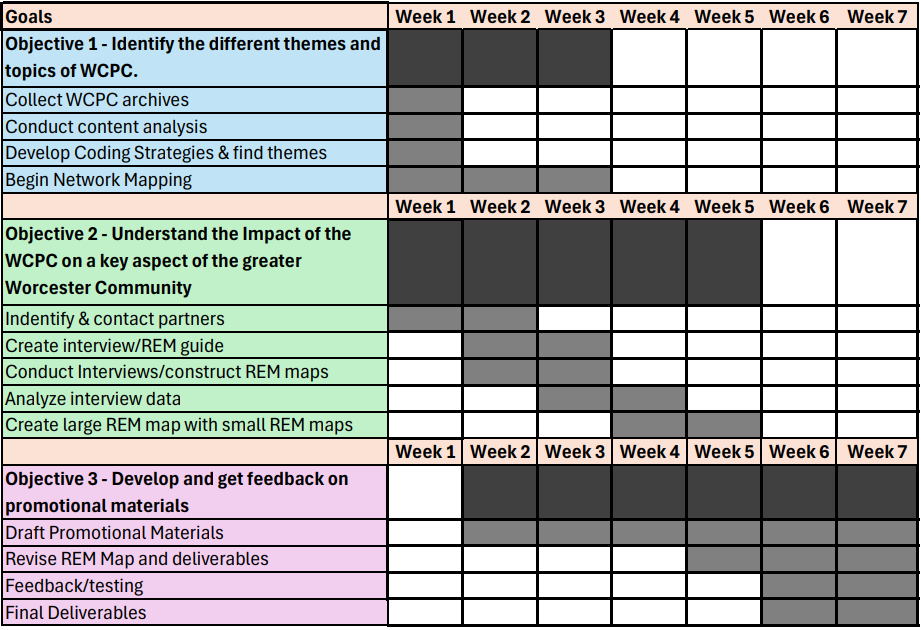 Goals Week 1 Week 2 Week 3 Week 4 Week 5 Week 6 Week 7
Objective 1 - Identify the different themes and
topics of WCPC.
Collect WCPC archives
Conduct content analysis
Develop Coding Strategies & find themes
Begin Network Mapping
Week 1 Week 2 Week 3 Week 4 Week 5 Week 6 Week 7
Objective 2 - Understand the Impact of the
WCPC on a key aspect of the greater
Worcester Community
Indentify & contact partners
Create interview/REM guide
Conduct Interviews/construct REM maps
Analyze interview data
Create large REM map with small REM maps
Week 1 Week 2 Week 3 Week 4 Week 5 Week 6 Week 7
Objective 3 - Develop and get feedback on
promotional materials
Draft Promotional Materials
Revise REM Map and deliverables
Feedback/testing
Final Deliverables